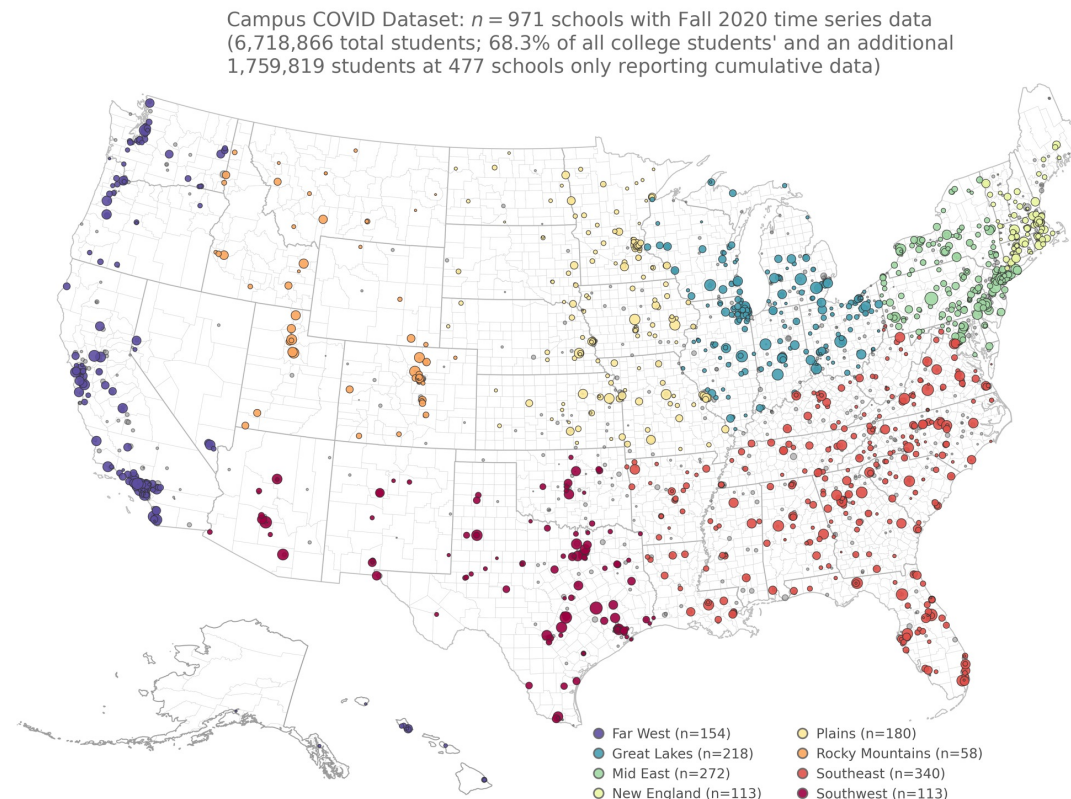 Campus COVID Dataset: n = 971 schools with Fall 2020 time series data
(6,718,866 total students; 68.3% of all college students' and an additional
1,759,819 students at 477 schools only reporting cumulative data)
Far West (n=154)
Great Lakes (n=218)
Mid East (n=272)
New England (n=113)
Plains (n=180)
Rocky Mountains (n=58)
Southeast (n=340)
Southwest (n=113)